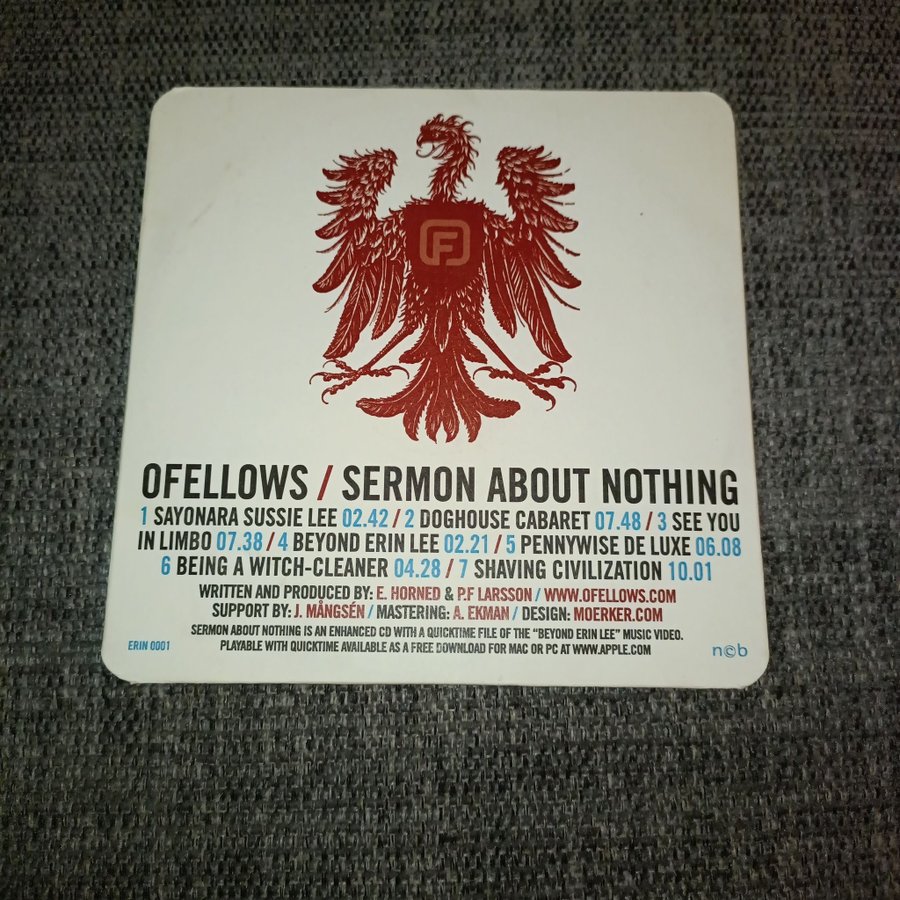 F
OFELLOWS / SERMON ABOUT NOTHING
1 SAYONARA SUSSIE LEE 02.42 / 2 DOGHOUSE CABARET 07.48 / 3 SEE YOU
IN LIMBO 07.38 / 4 BEYOND ERIN LEE 02.21 / 5 PENNYWISE DE LUXE 06.08
6 BEING A WITCH-CLEANER 04.28 / 7 SHAVING CIVILIZATION 10.01
WRITTEN AND PRODUCED BY: E. HORNED & P.F LARSSON / WWW.OFELLOWS.COM
SUPPORT BY: J. MÅNGSÉN / MASTERING: A. EKMAN / DESIGN: MOERKER.COM
SERMON ABOUT NOTHING IS AN ENHANCED CD WITH A QUICKTIME FILE OF THE "BEYOND ERIN LEE" MUSIC VIDEO.
PLAYABLE WITH QUICKTIME AVAILABLE AS A FREE DOWNLOAD FOR MAC OR PC AT WWW.APPLE.COM
ERIN 0001
n©b